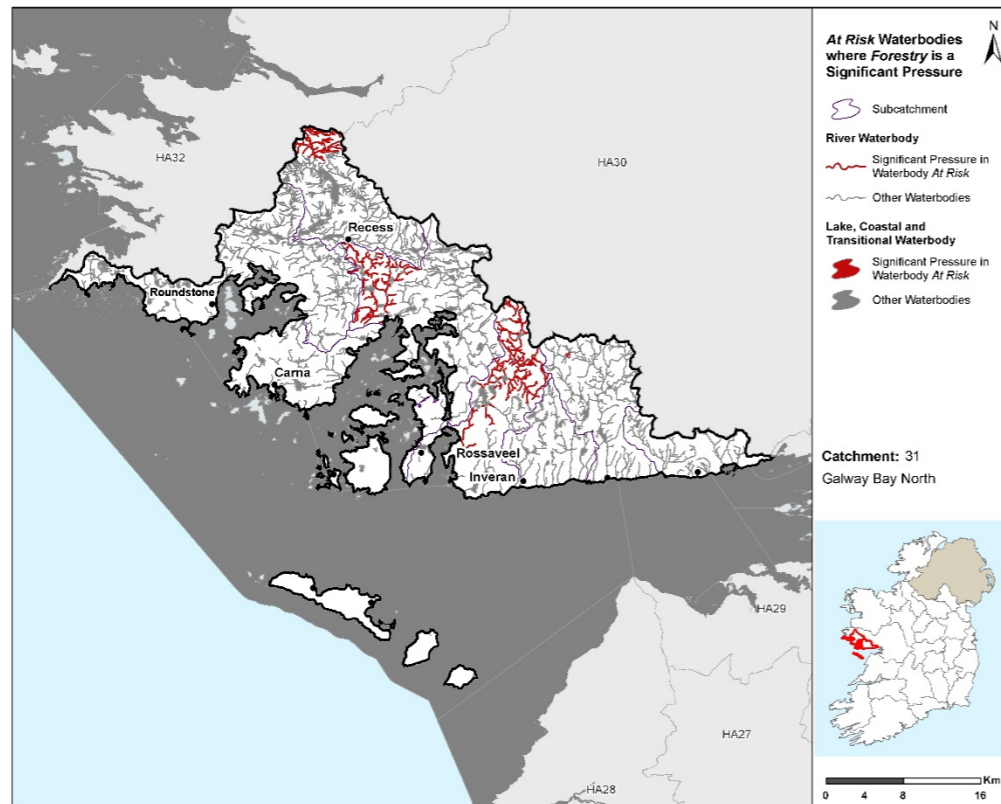 HA32
HA30
Recess
Roundstone
Carna
Rossaveel
Inveran
HA29
HA27
HA28
At Risk Waterbodies
where Forestry is a
Significant Pressure
N
Subcatchment
River Waterbody
Significant Pressure in
Waterbody At Risk
Other Waterbodies
Lake, Coastal and
Transitional Waterbody
Significant Pressure in
Waterbody At Risk
Other Waterbodies
Catchment: 31
Galway Bay North
Km
0 4 8 16